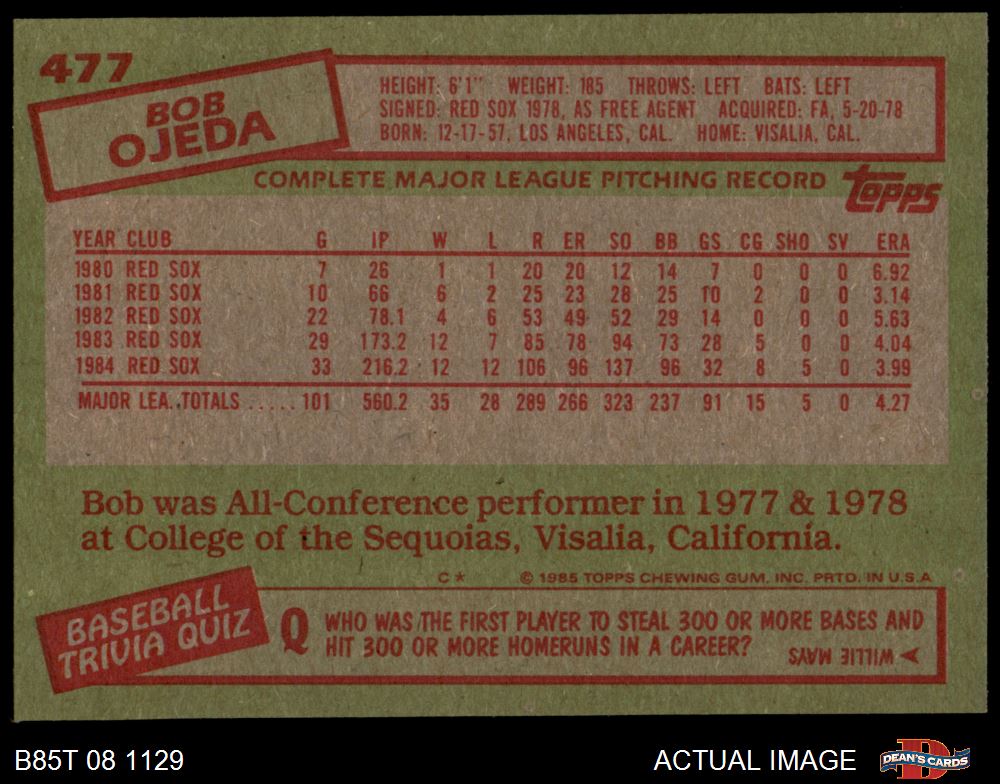 477
BOB
OJEDA
HEIGHT: 6'1" WEIGHT: 185 THROWS: LEFT BATS: LEFT
SIGNED: RED SOX 1978, AS FREE AGENT ACQUIRED: FA, 5-20-78
BORN: 12-17-57, LOS ANGELES, CAL. HOME: VISALIA, CAL.
COMPLETE MAJOR LEAGUE PITCHING RECORD topps
YEAR CLUB G IP W L R ER SO BB GS CG SHO SV ERA
1980 RED SOX 7 26 1 1 20 20 12 14 7 0 0 0 6.92
1981 RED SOX 10 66 6 2 25 23 28 25 10 2 0 0 3.14
1982 RED SOX 22 78.1 4 6 53 49 52 29 14 0 0 0 5.63
1983 RED SOX 29 173.2 12 7 85 78 94 73 28 5 0 0 4.04
1984 RED SOX 33 216.2 12 12 106 96 137 96 32 8 5 0 3.99
MAJOR LEA. TOTALS ..... 101 560.2 35 28 289 266 323 237 91 15 5 0 4.27
Bob was All-Conference performer in 1977 & 1978
at College of the Sequoias, Visalia, California.
C* © 1985 TOPPS CHEWING GUM, INC. PRTD. IN U.S.A
BASEBALL
TRIVIA QUIZ
Q WHO WAS THE FIRST PLAYER TO STEAL 300 OR MORE BASES AND
HIT 300 OR MORE HOMERUNS IN A CAREER?
WILLIE MAYS
B85T 08 1129 ACTUAL IMAGE DEAN'S CARDS